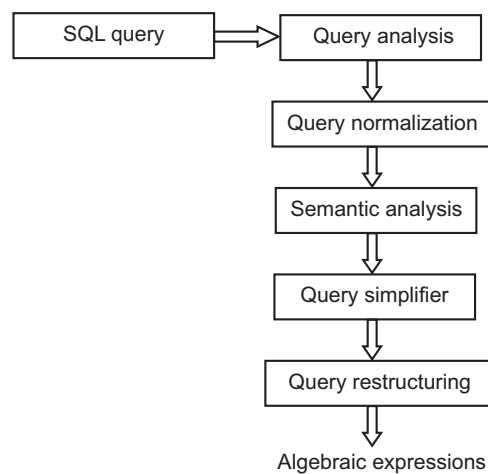 SQL query
Query analysis
Query normalization
Semantic analysis
Query simplifier
Query restructuring
Algebraic expressions